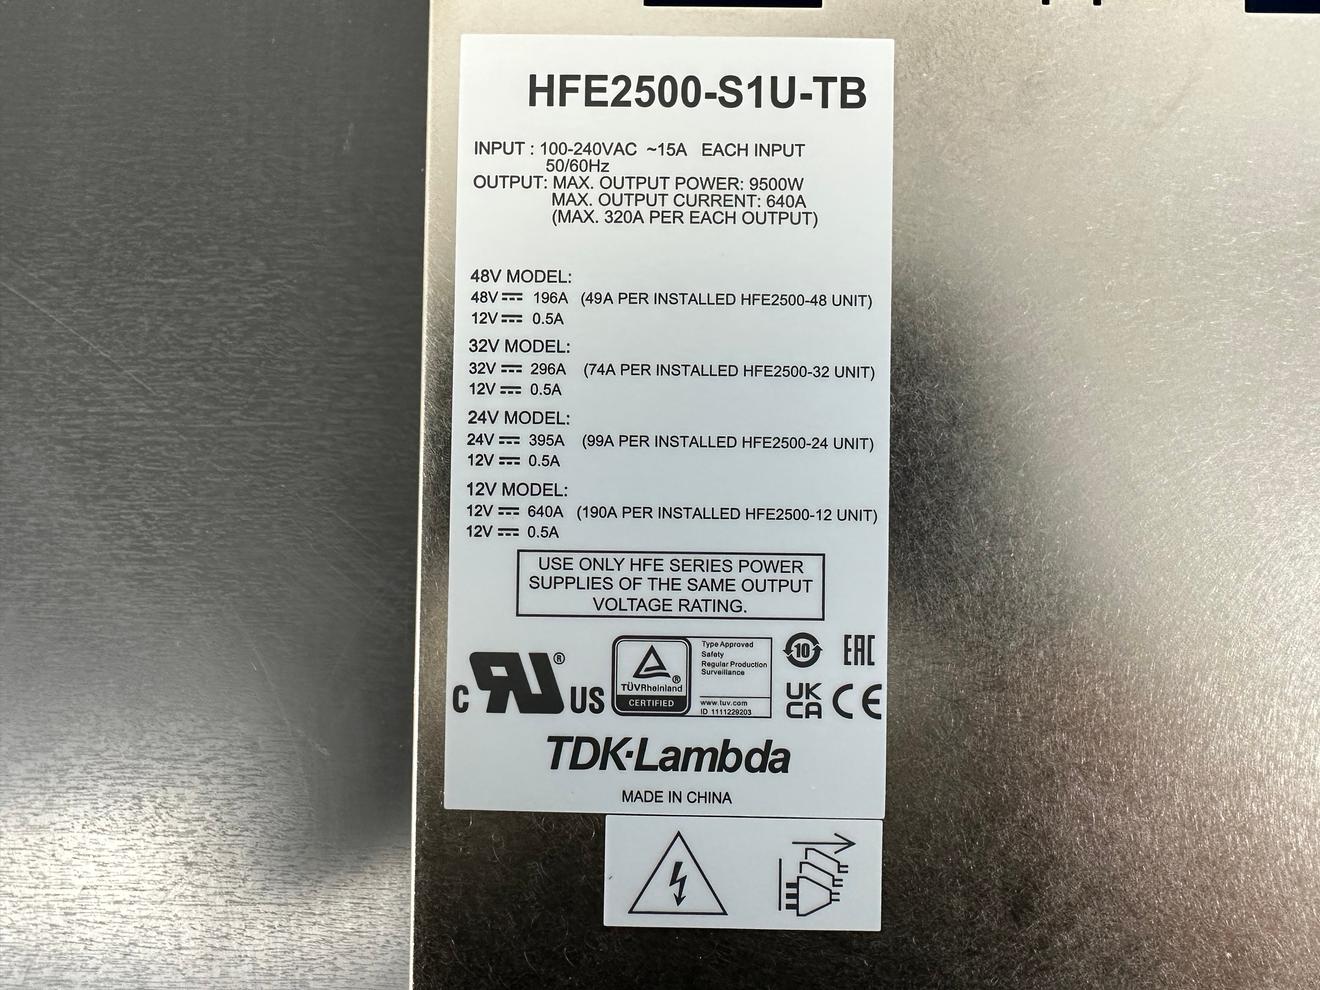 HFE2500-S1U-TB
INPUT : 100-240VAC ~15A EACH INPUT
50/60Hz
OUTPUT: MAX. OUTPUT POWER: 9500W
MAX. OUTPUT CURRENT: 640A
(MAX. 320A PER EACH OUTPUT)
48V MODEL:
48V ⎓ 196A (49A PER INSTALLED HFE2500-48 UNIT)
12V ⎓ 0.5A
32V MODEL:
32V ⎓ 296A (74A PER INSTALLED HFE2500-32 UNIT)
12V ⎓ 0.5A
24V MODEL:
24V ⎓ 395A (99A PER INSTALLED HFE2500-24 UNIT)
12V ⎓ 0.5A
12V MODEL:
12V ⎓ 640A (190A PER INSTALLED HFE2500-12 UNIT)
12V ⎓ 0.5A
USE ONLY HFE SERIES POWER
SUPPLIES OF THE SAME OUTPUT
VOLTAGE RATING.
C RU ® US
TÜVRheinland ®
CERTIFIED
Type Approved
Safety
Regular Production
Surveillance
www.tuv.com
ID 1111229203
10
EAC
UK
CA
CE
TDK·Lambda
MADE IN CHINA